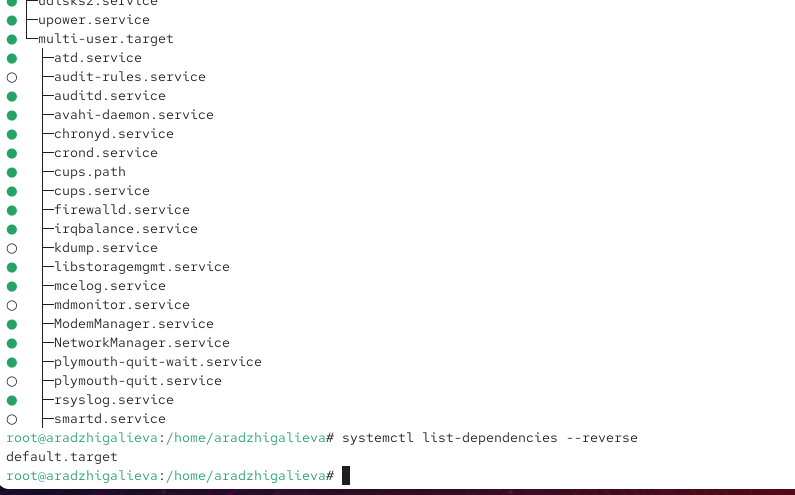 udisks2.service
upower.service
multi-user.target
atd.service
audit-rules.service
auditd.service
avahi-daemon.service
chronyd.service
crond.service
cups.path
cups.service
firewalld.service
irqbalance.service
kdump.service
libstoragemgmt.service
mcelog.service
mdmonitor.service
ModemManager.service
NetworkManager.service
plymouth-quit-wait.service
plymouth-quit.service
rsyslog.service
smartd.service
root@aradzhigalieva:/home/aradzhigalieva# systemctl list-dependencies --reverse
default.target
root@aradzhigalieva:/home/aradzhigalieva#